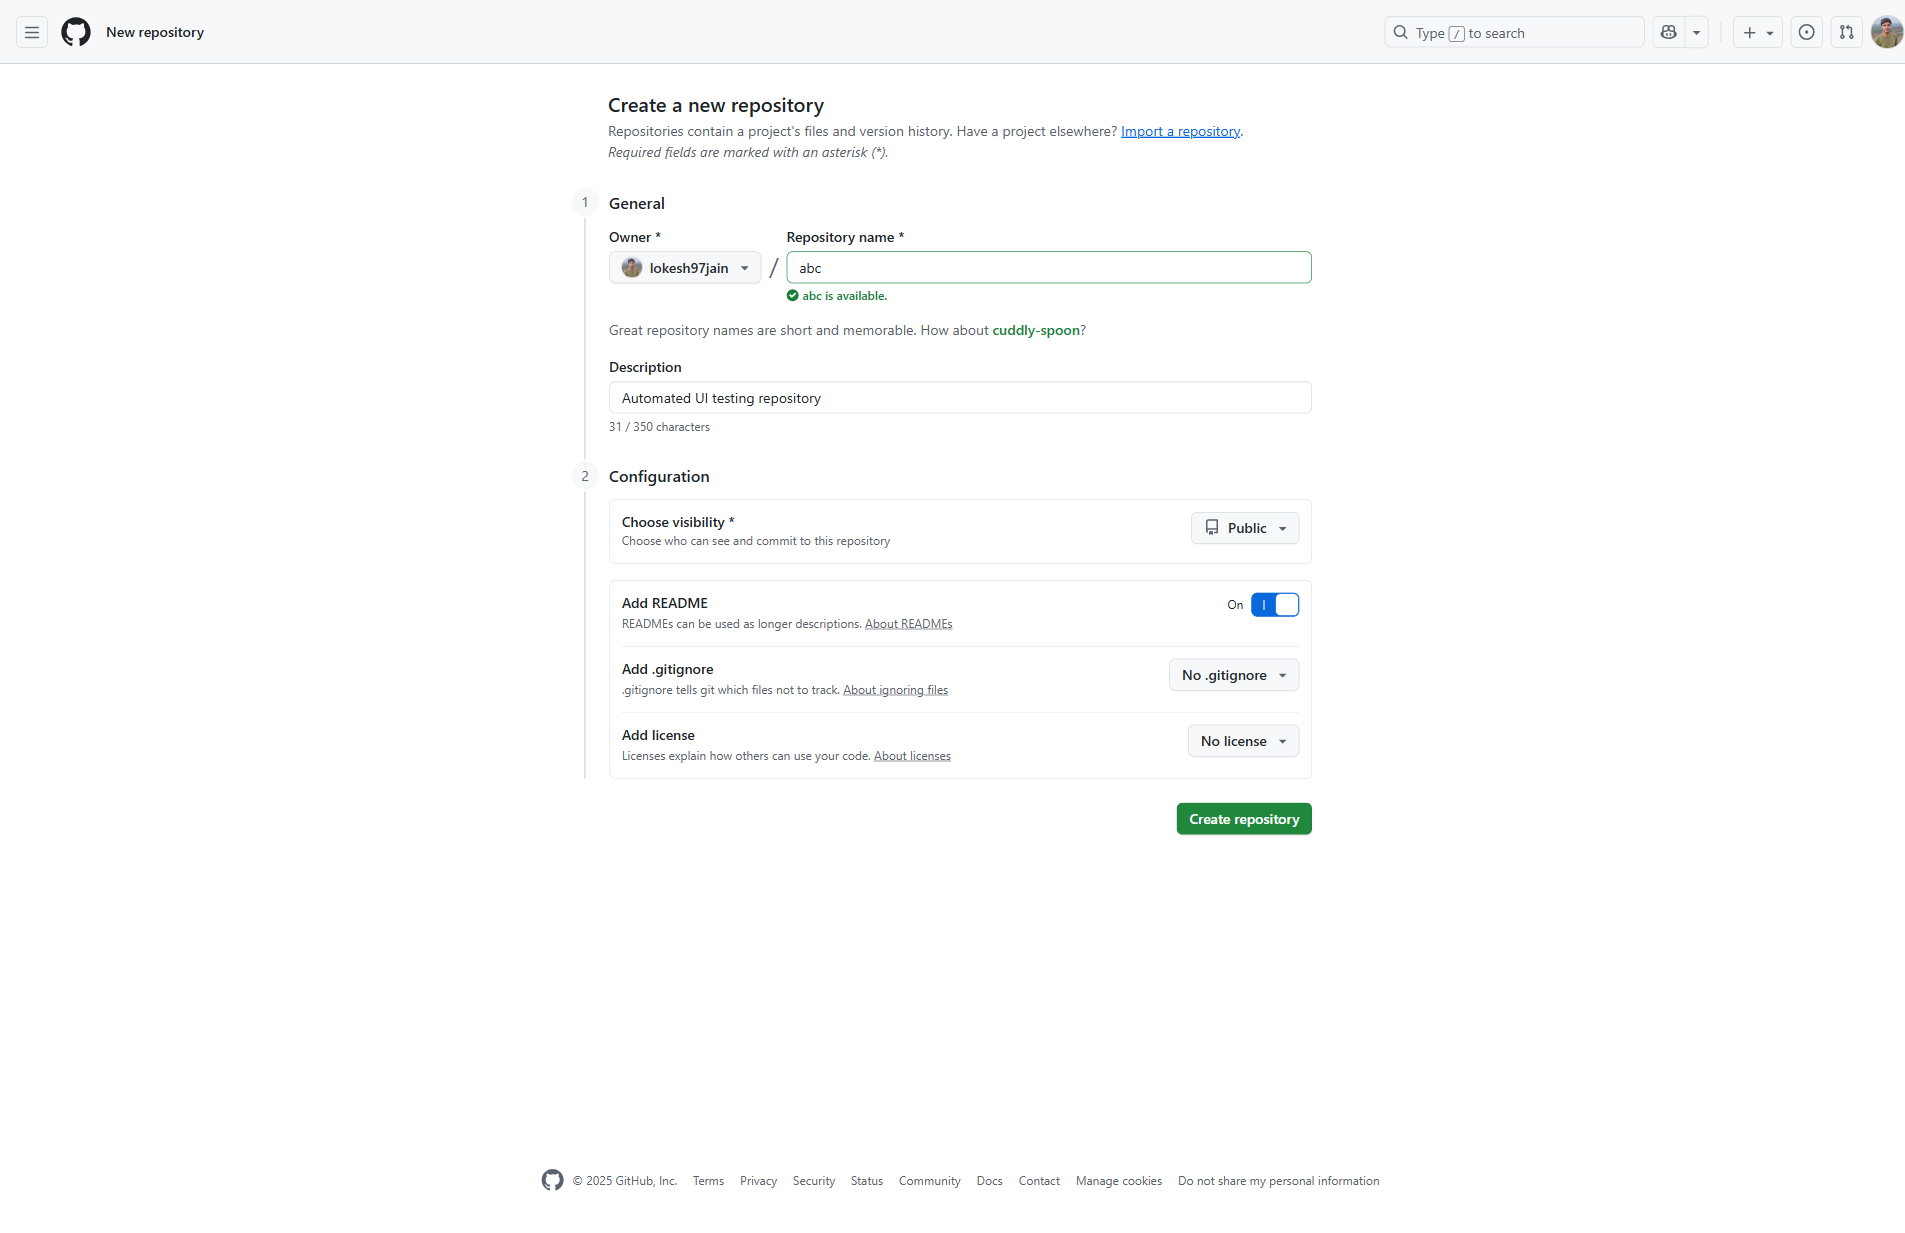 New repository
Type / to search
Create a new repository
Repositories contain a project's files and version history. Have a project elsewhere? Import a repository.
Required fields are marked with an asterisk (*).
1 General
Owner * Repository name *
lokesh97jain / abc
abc is available.
Great repository names are short and memorable. How about cuddly-spoon?
Description
Automated UI testing repository
31 / 350 characters
2 Configuration
Choose visibility *
Choose who can see and commit to this repository
Public
Add README
READMEs can be used as longer descriptions. About READMEs
On
Add .gitignore
.gitignore tells git which files not to track. About ignoring files
No .gitignore
Add license
Licenses explain how others can use your code. About licenses
No license
Create repository
© 2025 GitHub, Inc. Terms Privacy Security Status Community Docs Contact Manage cookies Do not share my personal information